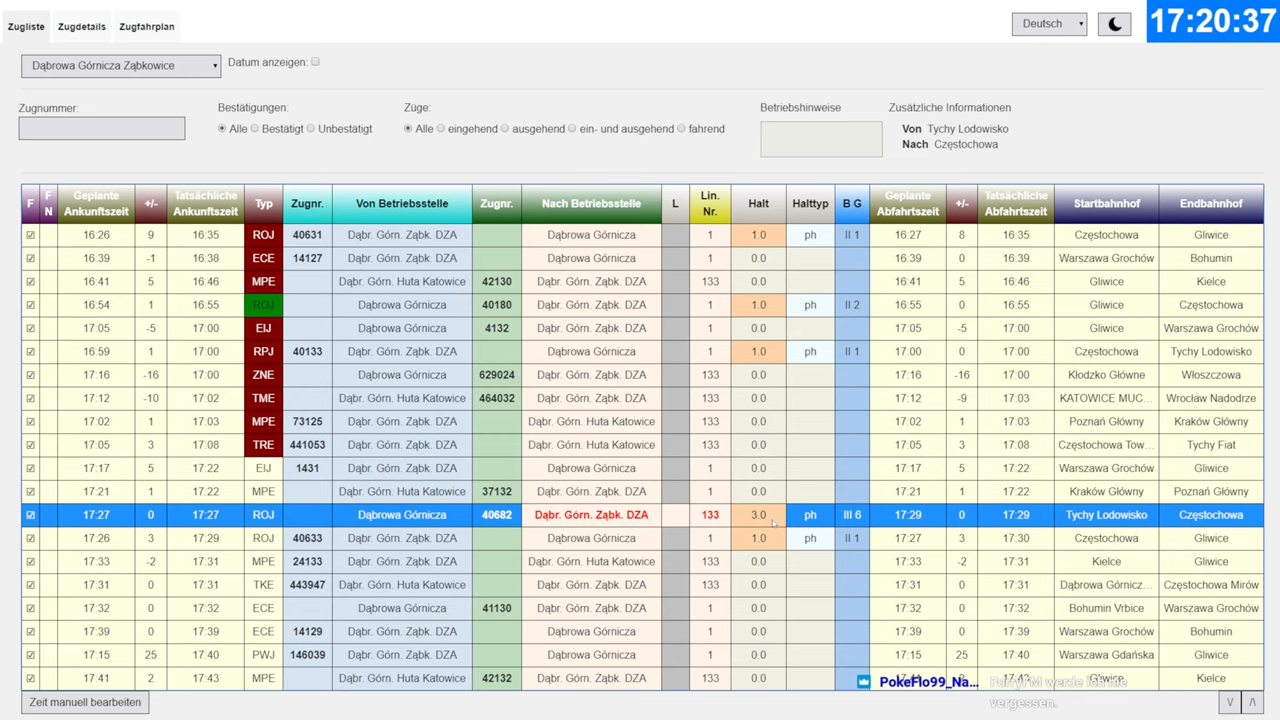 Zugliste Zugdetails Zugfahrplan Deutsch 17:20:37
Dąbrowa Górnicza Ząbkowice Datum anzeigen:
Zugnummer: Bestätigungen: Züge: Betriebshinweise Zusätzliche Informationen
Alle Bestätigt Unbestätigt Alle eingehend ausgehend ein- und ausgehend fahrend Von Tychy Lodowisko
Nach Częstochowa
F FN Geplante Ankunftszeit +/- Tatsächliche Ankunftszeit Typ Zugnr. Von Betriebsstelle Zugnr. Nach Betriebsstelle L Lin. Nr. Halt Halttyp B G Geplante Abfahrtszeit +/- Tatsächliche Abfahrtszeit Startbahnhof Endbahnhof
16:26 9 16:35 ROJ 40631 Dąbr. Górn. Ząbk. DZA Dąbrowa Górnicza 1 1.0 ph II 1 16:27 8 16:35 Częstochowa Gliwice
16:39 -1 16:38 ECE 14127 Dąbr. Górn. Ząbk. DZA Dąbrowa Górnicza 1 0.0 16:39 0 16:39 Warszawa Grochów Bohumin
16:41 5 16:46 MPE Dąbr. Górn. Huta Katowice 42130 Dąbr. Górn. Ząbk. DZA 133 0.0 16:41 5 16:46 Gliwice Kielce
16:54 1 16:55 ROJ Dąbrowa Górnicza 40180 Dąbr. Górn. Ząbk. DZA 1 1.0 ph II 2 16:55 0 16:55 Gliwice Częstochowa
17:05 -5 17:00 EIJ Dąbrowa Górnicza 4132 Dąbr. Górn. Ząbk. DZA 1 0.0 17:05 -5 17:00 Gliwice Warszawa Grochów
16:59 1 17:00 RPJ 40133 Dąbr. Górn. Ząbk. DZA Dąbrowa Górnicza 1 1.0 ph II 1 17:00 0 17:00 Częstochowa Tychy Lodowisko
17:16 -16 17:00 ZNE Dąbrowa Górnicza 629024 Dąbr. Górn. Ząbk. DZA 133 0.0 17:16 -16 17:00 Kłodzko Główne Włoszczowa
17:12 -10 17:02 TME Dąbr. Górn. Huta Katowice 464032 Dąbr. Górn. Ząbk. DZA 133 0.0 17:12 -9 17:03 KATOWICE MUC... Wrocław Nadodrze
17:02 1 17:03 MPE 73125 Dąbr. Górn. Ząbk. DZA Dąbr. Górn. Huta Katowice 133 0.0 17:02 1 17:03 Poznań Główny Kraków Główny
17:05 3 17:08 TRE 441053 Dąbr. Górn. Ząbk. DZA Dąbr. Górn. Huta Katowice 133 0.0 17:05 3 17:08 Częstochowa Tow... Tychy Fiat
17:17 5 17:22 EIJ 1431 Dąbr. Górn. Ząbk. DZA Dąbrowa Górnicza 1 0.0 17:17 5 17:22 Warszawa Grochów Gliwice
17:21 1 17:22 MPE Dąbr. Górn. Huta Katowice 37132 Dąbr. Górn. Ząbk. DZA 1 0.0 17:21 1 17:22 Kraków Główny Poznań Główny
17:27 0 17:27 ROJ Dąbrowa Górnicza 40682 Dąbr. Górn. Ząbk. DZA 133 3.0 ph III 6 17:29 0 17:29 Tychy Lodowisko Częstochowa
17:26 3 17:29 ROJ 40633 Dąbr. Górn. Ząbk. DZA Dąbrowa Górnicza 1 1.0 ph II 1 17:27 3 17:30 Częstochowa Gliwice
17:33 -2 17:31 MPE 24133 Dąbr. Górn. Ząbk. DZA Dąbr. Górn. Huta Katowice 133 0.0 17:33 -2 17:31 Kielce Gliwice
17:31 0 17:31 TKE 443947 Dąbr. Górn. Huta Katowice Dąbr. Górn. Ząbk. DZA 133 0.0 17:31 0 17:31 Dąbrowa Górnicz... Częstochowa Mirów
17:32 0 17:32 ECE Dąbrowa Górnicza 41130 Dąbr. Górn. Ząbk. DZA 1 0.0 17:32 0 17:32 Bohumin Vrbice Warszawa Grochów
17:39 0 17:39 ECE 14129 Dąbr. Górn. Ząbk. DZA Dąbrowa Górnicza 1 0.0 17:39 0 17:39 Warszawa Grochów Bohumin
17:15 25 17:40 PWJ 146039 Dąbr. Górn. Ząbk. DZA Dąbrowa Górnicza 1 0.0 17:15 25 17:40 Warszawa Gdańska Gliwice
17:41 2 17:43 MPE Dąbr. Górn. Huta Katowice 42132 Dąbr. Górn. Ząbk. DZA 133 0.0 Gliwice Kielce
PokeFlo99_Na... FurryFM werde ich nie
vergessen.
Zeit manuell bearbeiten